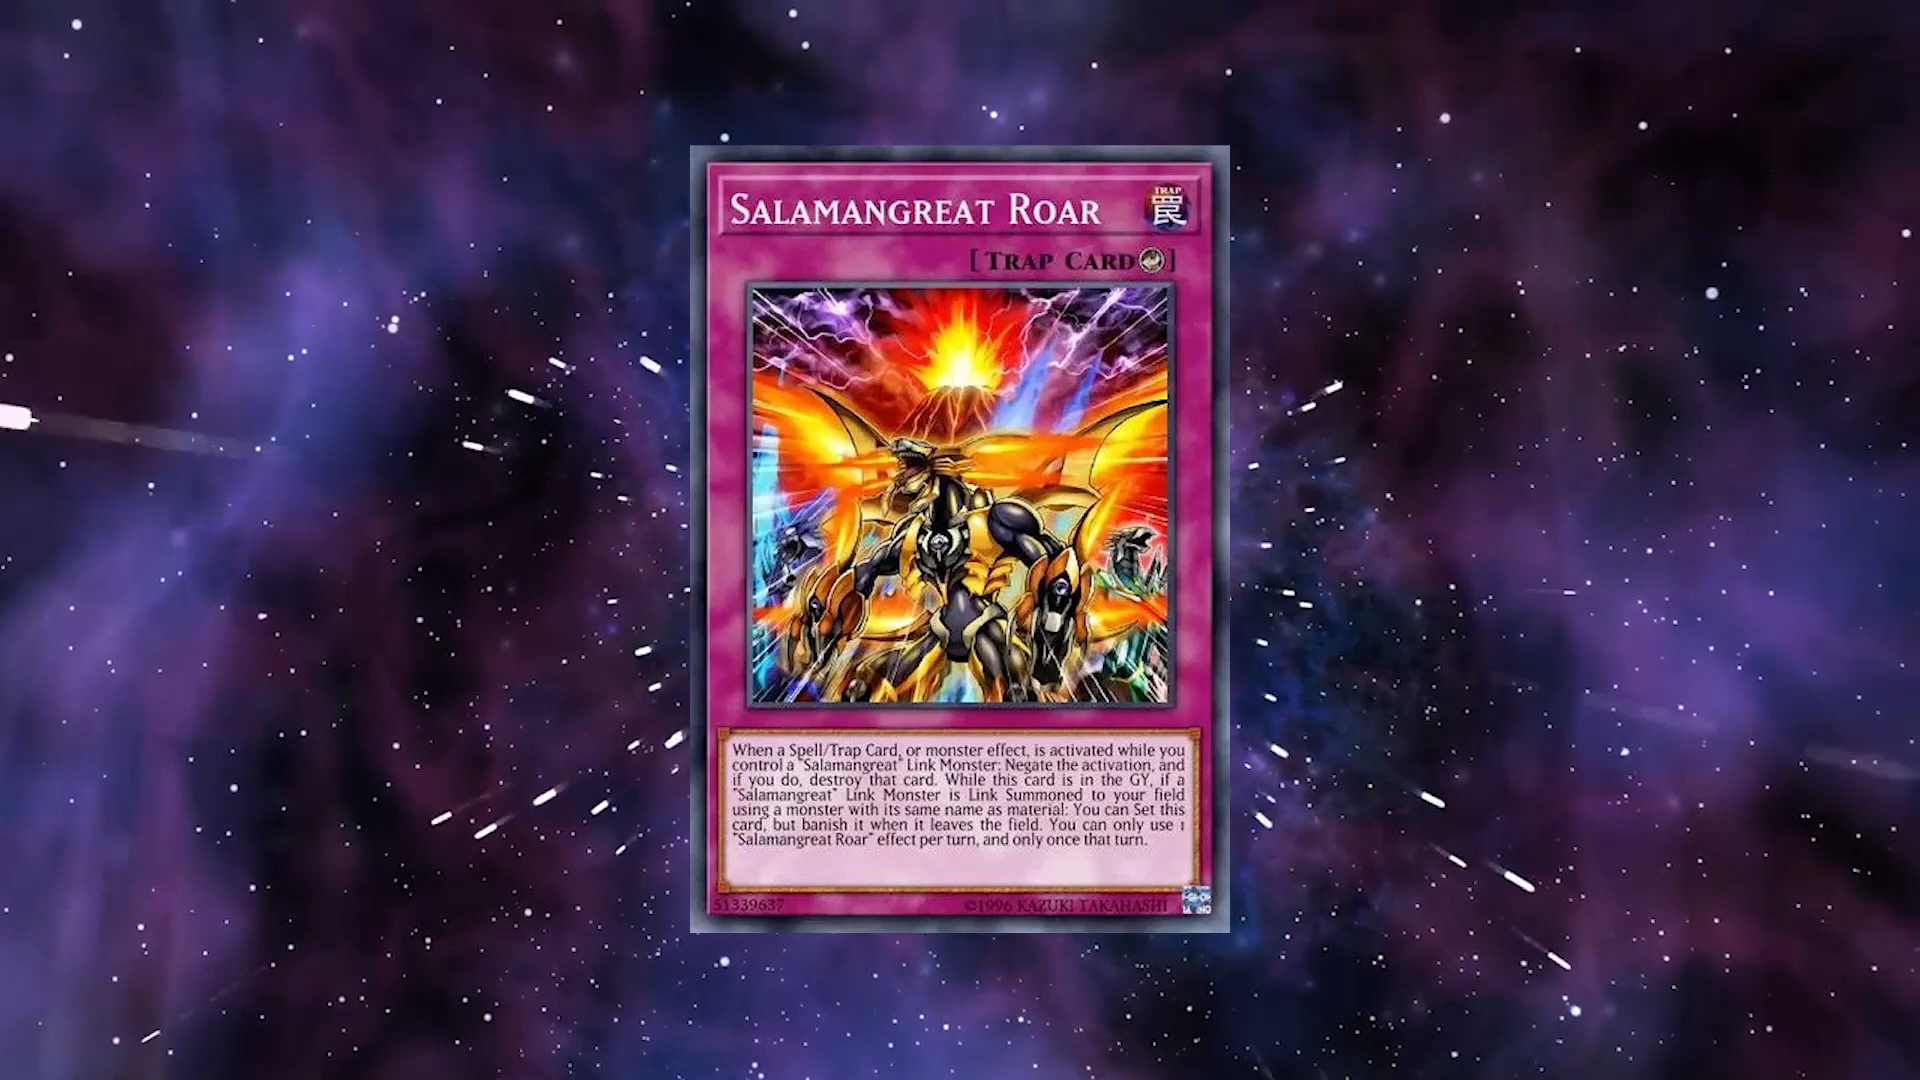 SALAMANGREAT ROAR
TRAP
罠
[TRAP CARD]
When a Spell/Trap Card, or monster effect, is activated while you
control a "Salamangreat" Link Monster: Negate the activation, and
if you do, destroy that card. While this card is in the GY, if a
"Salamangreat" Link Monster is Link Summoned to your field
using a monster with its same name as material: You can Set this
card, but banish it when it leaves the field. You can only use 1
"Salamangreat Roar" effect per turn, and only once that turn.
51339637
©1996 KAZUKI TAKAHASHI